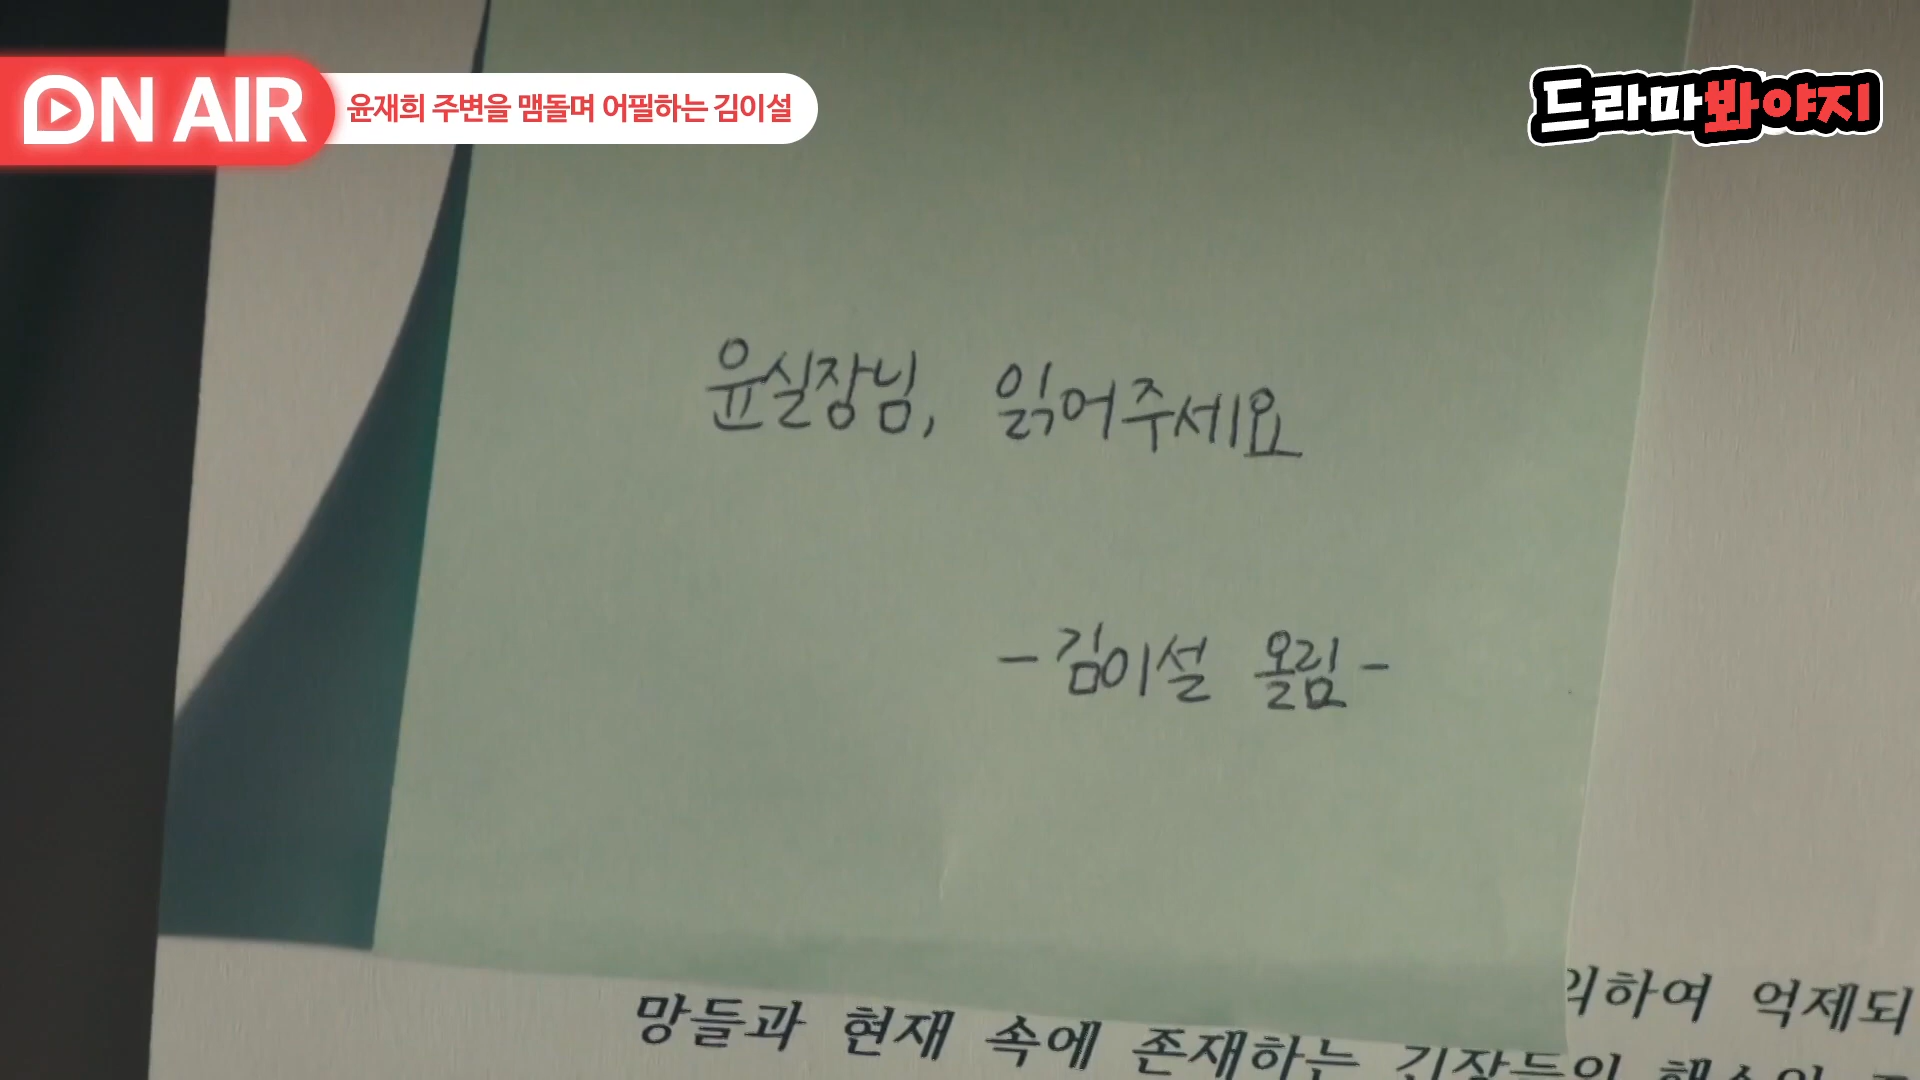 ON AIR 윤재희 주변을 맴돌며 어필하는 김이설
드라마봐야지
윤실장님, 읽어주세요
-김이설 올림-
하여 억제되
망들과 현재 속에 존재하는